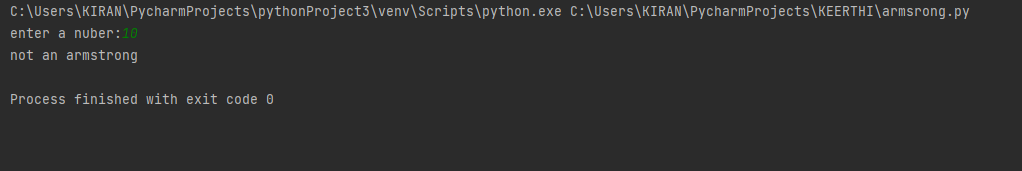 C:\Users\KIRAN\PycharmProjects\pythonProject3\venv\Scripts\python.exe C:\Users\KIRAN\PycharmProjects\KEERTHI\armsrong.py
enter a nuber:10
not an armstrong
Process finished with exit code 0